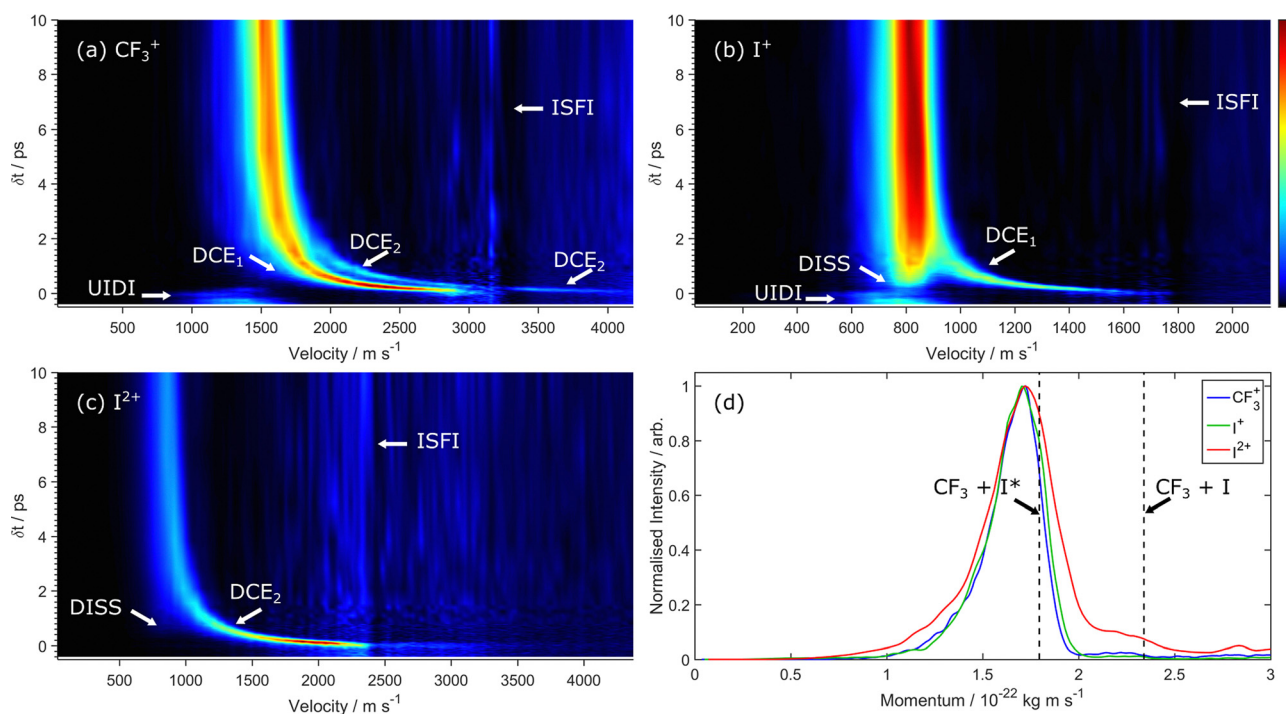 (a) CF₃⁺
ISFI
DCE₁
DCE₂
DCE₂
UIDI
δt / ps
10
8
6
4
2
0
500 1000 1500 2000 2500 3000 3500 4000
Velocity / m s⁻¹
(b) I⁺
ISFI
DCE₁
DISS
UIDI
δt / ps
10
8
6
4
2
0
200 400 600 800 1000 1200 1400 1600 1800 2000
Velocity / m s⁻¹
(c) I²⁺
ISFI
DISS
DCE₂
δt / ps
10
8
6
4
2
0
500 1000 1500 2000 2500 3000 3500 4000
Velocity / m s⁻¹
(d)
CF₃⁺
I⁺
I²⁺
CF₃ + I*
CF₃ + I
Normalised Intensity / arb.
1
0.8
0.6
0.4
0.2
0
0 0.5 1 1.5 2 2.5 3
Momentum / 10⁻²² kg m s⁻¹